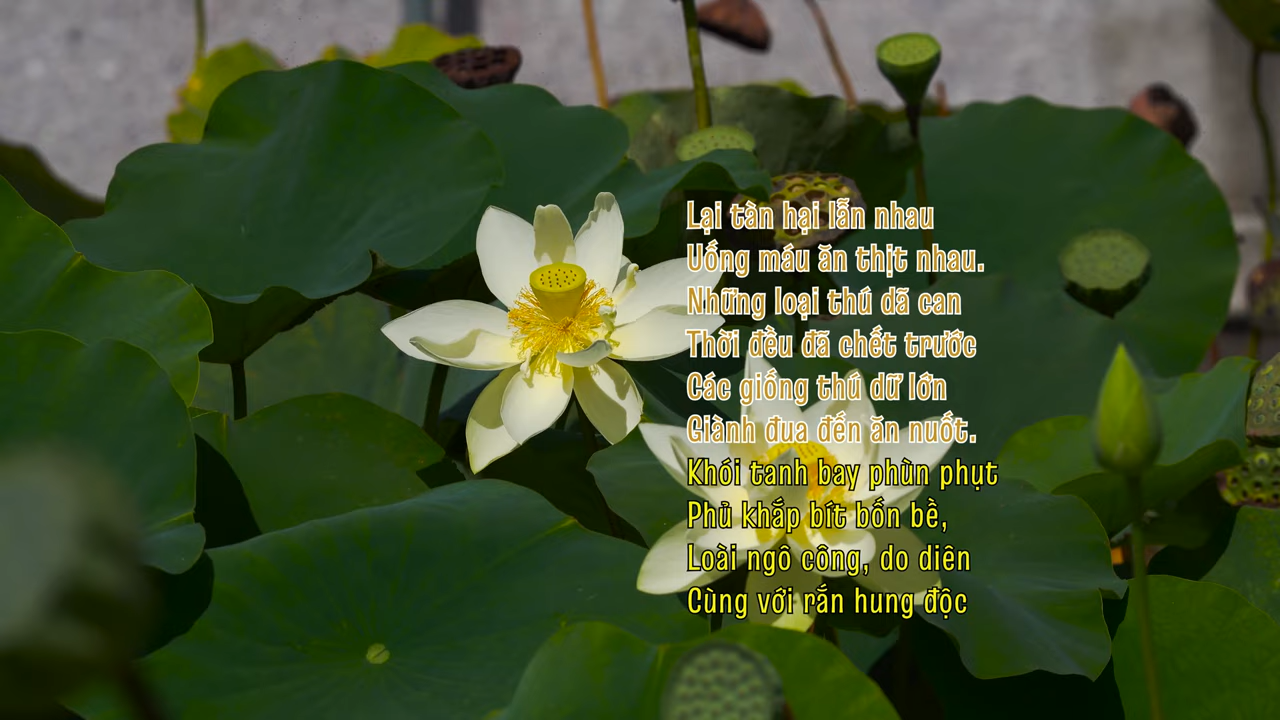 Lại tàn hại lẫn nhau
Uống máu ăn thịt nhau.
Những loại thú dã can
Thời đều đã chết trước
Các giống thú dữ lớn
Giành đua đến ăn nuốt.
Khói tanh bay phùn phụt
Phủ khắp bít bốn bề,
Loài ngô công, do diên
Cùng với rắn hung độc